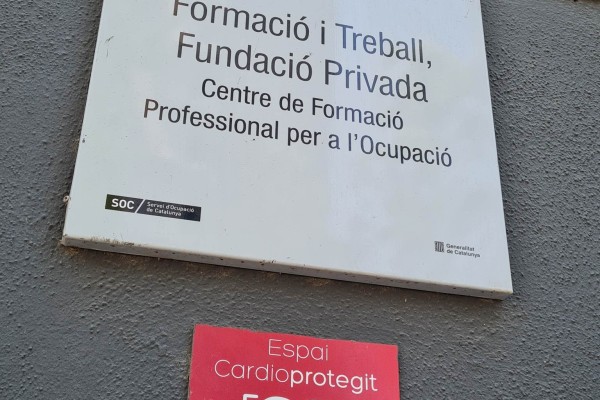 Formació i Treball,
Fundació Privada
Centre de Formació
Professional per a l'Ocupació
SOC
Servei d'Ocupació
de Catalunya
Generalitat
de Catalunya
Espai
Cardioprotegit